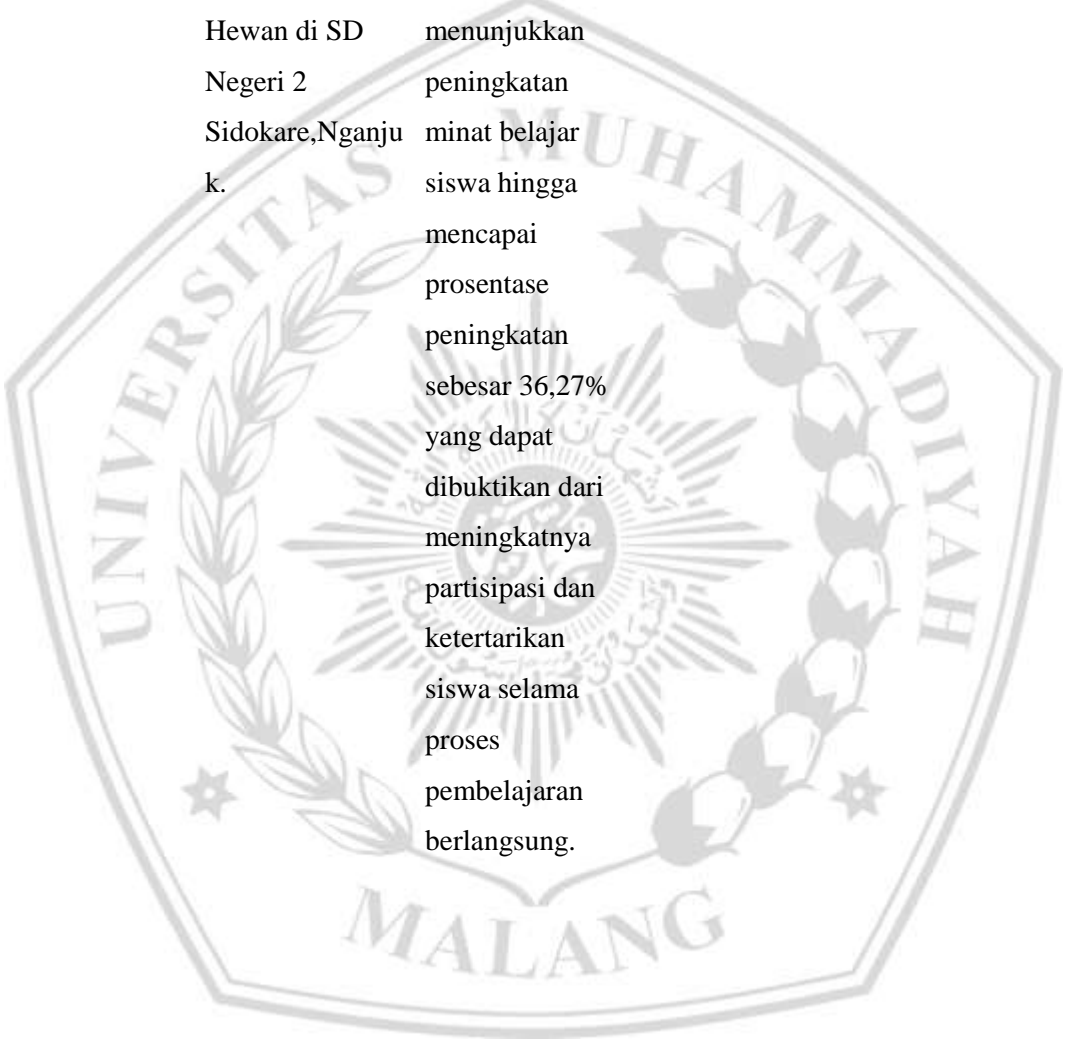 Hewan di SD
Negeri 2
Sidokare,Nganju
k.
menunjukkan
peningkatan
minat belajar
siswa hingga
mencapai
prosentase
peningkatan
sebesar 36,27%
yang dapat
dibuktikan dari
meningkatnya
partisipasi dan
ketertarikan
siswa selama
proses
pembelajaran
berlangsung.
UNIVERSITAS MUHAMMADIYAH
MALANG